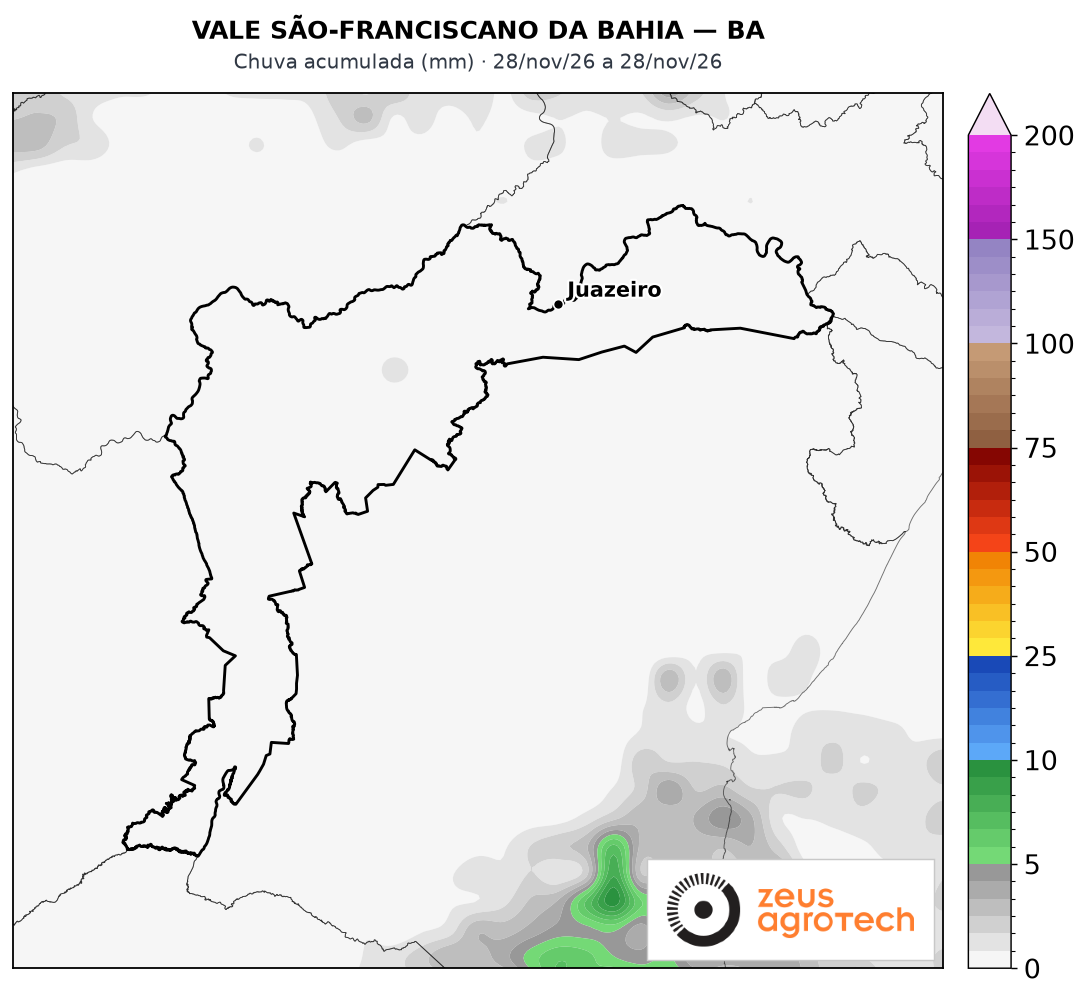 VALE SÃO-FRANCISCANO DA BAHIA — BA
Chuva acumulada (mm) · 28/nov/26 a 28/nov/26
Juazeiro
200
150
100
75
50
25
10
5
0
zeus
agrotech